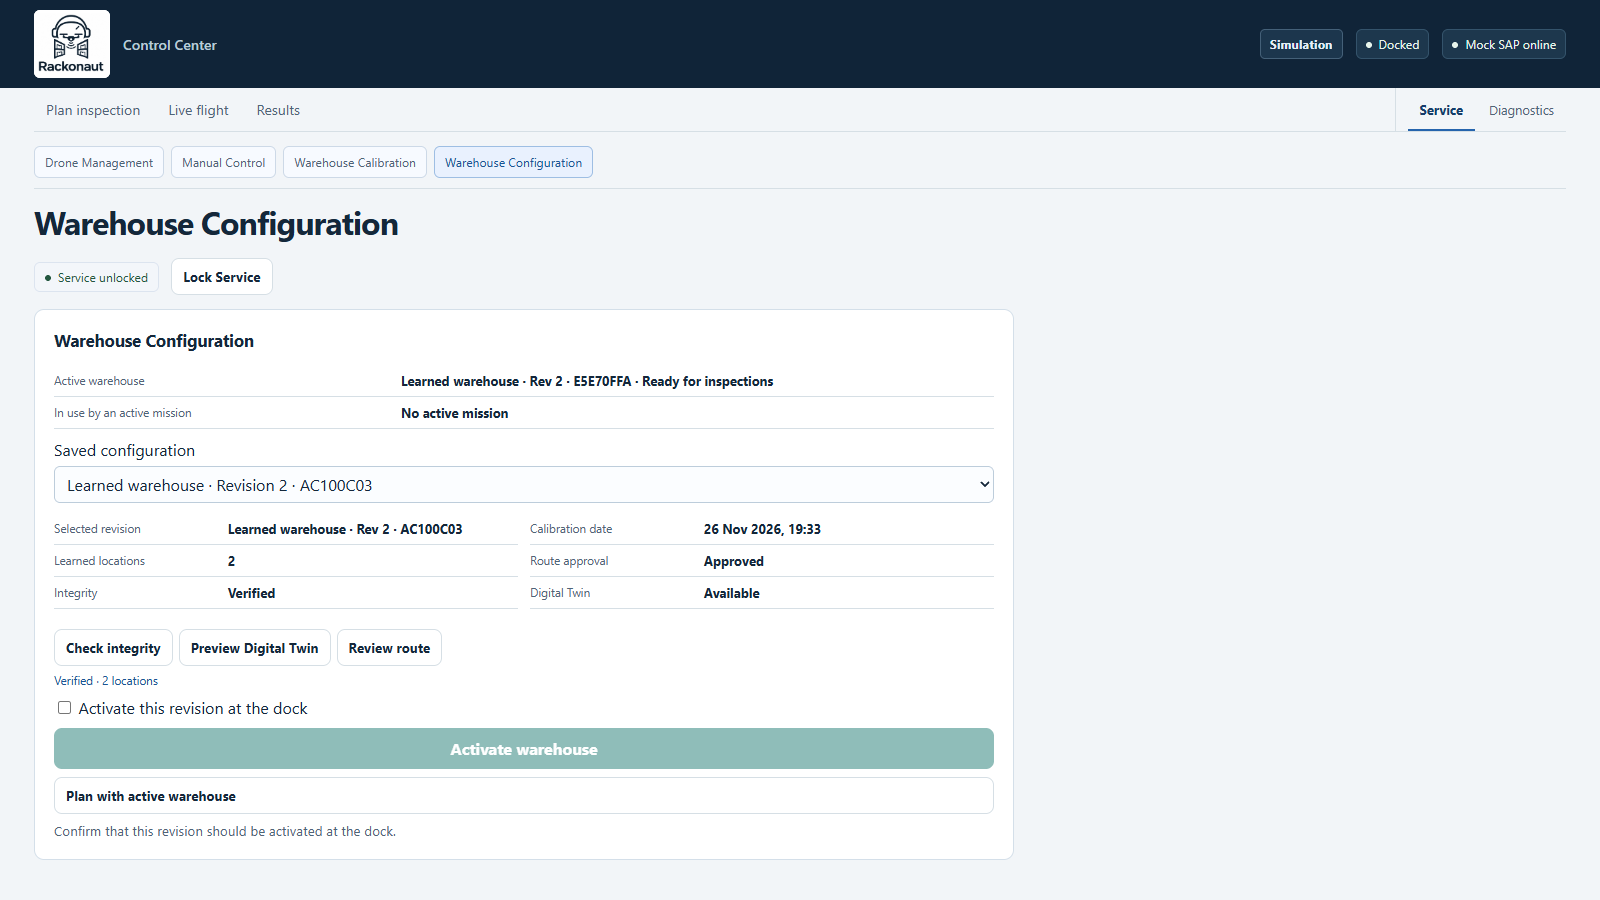 Rackonaut
Control Center
Simulation
Docked
Mock SAP online
Plan inspection
Live flight
Results
Service
Diagnostics
Drone Management
Manual Control
Warehouse Calibration
Warehouse Configuration
Warehouse Configuration
Service unlocked
Lock Service
Warehouse Configuration
Active warehouse
Learned warehouse · Rev 2 · E5E70FFA · Ready for inspections
In use by an active mission
No active mission
Saved configuration
Learned warehouse · Revision 2 · AC100C03
Selected revision
Learned warehouse · Rev 2 · AC100C03
Calibration date
26 Nov 2026, 19:33
Learned locations
2
Route approval
Approved
Integrity
Verified
Digital Twin
Available
Check integrity
Preview Digital Twin
Review route
Verified · 2 locations
Activate this revision at the dock
Activate warehouse
Plan with active warehouse
Confirm that this revision should be activated at the dock.